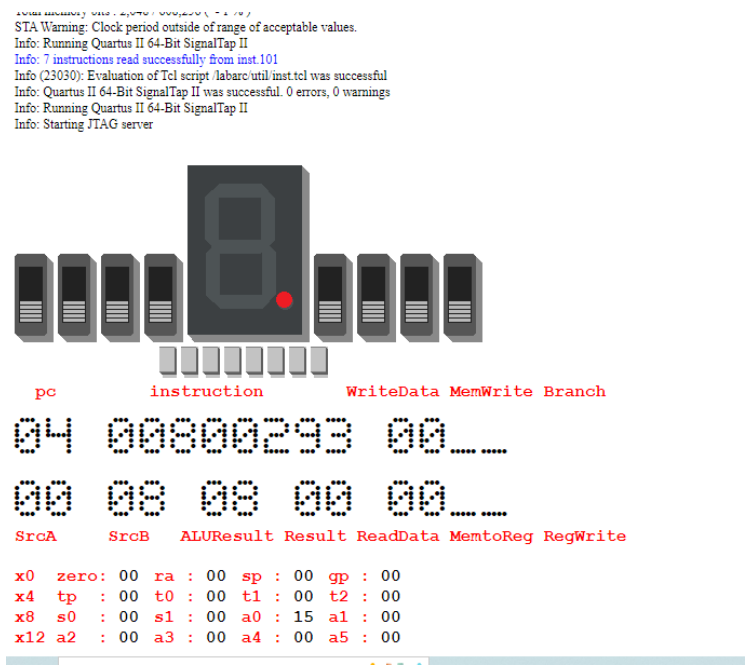 STA Warning: Clock period outside of range of acceptable values.
Info: Running Quartus II 64-Bit SignalTap II
Info: 7 instructions read successfully from inst.101
Info (23030): Evaluation of Tcl script /labarc/util/inst.tcl was successful
Info: Quartus II 64-Bit SignalTap II was successful. 0 errors, 0 warnings
Info: Running Quartus II 64-Bit SignalTap II
Info: Starting JTAG server
pc instruction WriteData MemWrite Branch
04 00800293 00__
00 08 08 00 00__
SrcA SrcB ALUResult Result ReadData MemtoReg RegWrite
x0 zero: 00 ra : 00 sp : 00 gp : 00
x4 tp : 00 t0 : 00 t1 : 00 t2 : 00
x8 s0 : 00 s1 : 00 a0 : 15 a1 : 00
x12 a2 : 00 a3 : 00 a4 : 00 a5 : 00